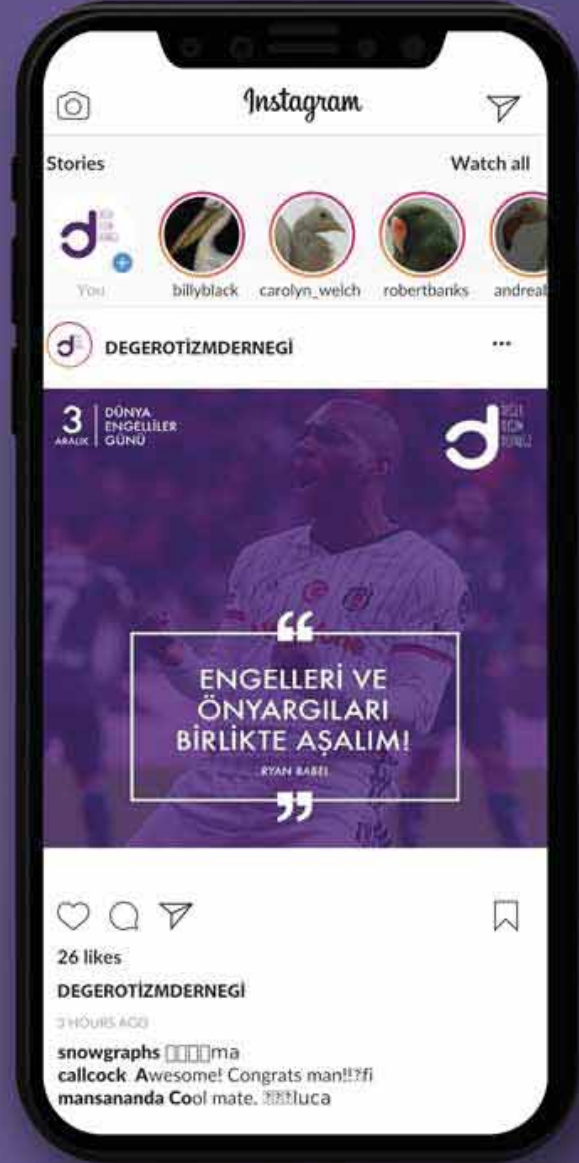 Instagram
Stories Watch all
You billyblack carolyn_welch robertbanks andreal
d
d DEGEROTİZMDERNEGİ
3 ARALIK
DÜNYA
ENGELLİLER
GÜNÜ
“
ENGELLERİ VE
ÖNYARGILARI
BİRLİKTE AŞALIM!
RYAN BABEL
”
26 likes
DEGEROTİZMDERNEGİ
3 HOURS AGO
snowgraphs ma
callcock Awesome! Congrats man!!?fi
mansananda Cool mate. ???luca